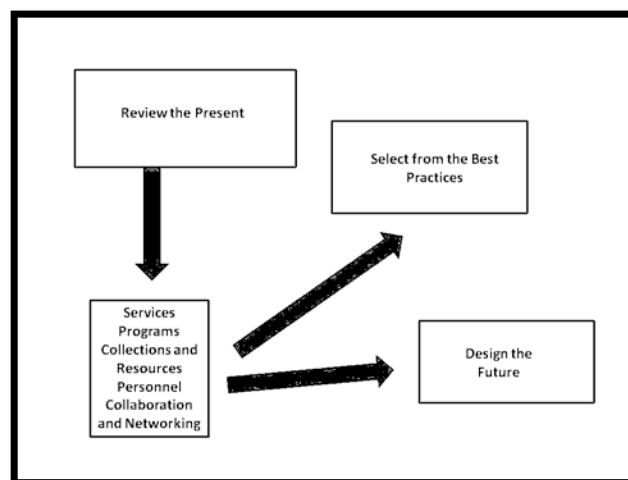 Review the Present
Select from the Best
Practices
Services
Programs
Collections and
Resources
Personnel
Collaboration
and Networking
Design the
Future